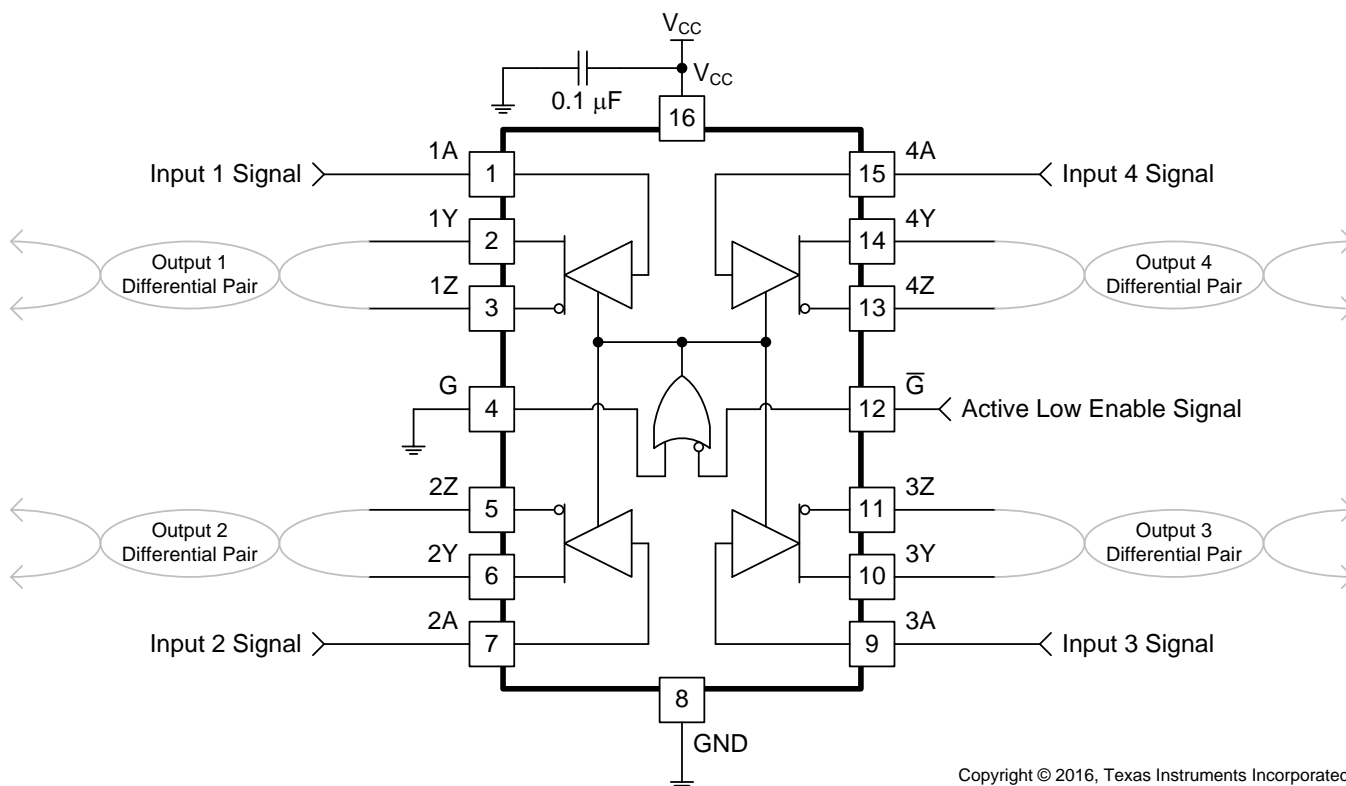 VCC
VCC
0.1 μF
16
1A
4A
Input 1 Signal
1
15
Input 4 Signal
1Y
4Y
2
14
Output 1
Differential Pair
Output 4
Differential Pair
1Z
4Z
3
13
G
G̅
4
12
Active Low Enable Signal
2Z
3Z
5
11
Output 2
Differential Pair
Output 3
Differential Pair
2Y
3Y
6
10
2A
3A
Input 2 Signal
7
9
Input 3 Signal
8
GND
Copyright © 2016, Texas Instruments Incorporated